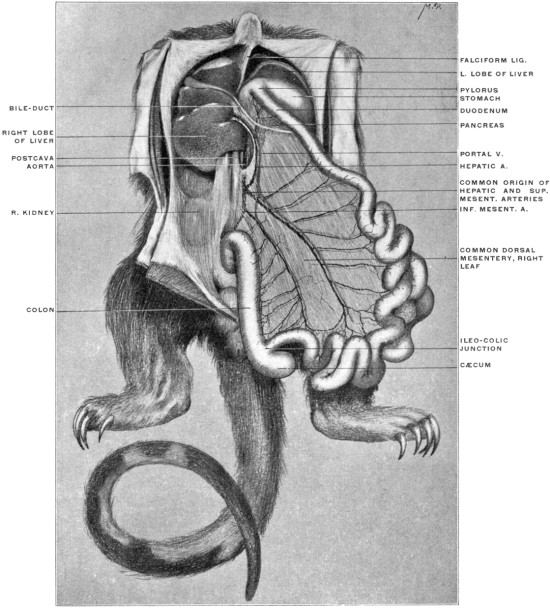 BILE-DUCT
RIGHT LOBE
OF LIVER
POSTCAVA
AORTA
R. KIDNEY
COLON
FALCIFORM LIG.
L. LOBE OF LIVER
PYLORUS
STOMACH
DUODENUM
PANCREAS
PORTAL V.
HEPATIC A.
COMMON ORIGIN OF
HEPATIC AND SUP.
MESENT. ARTERIES
INF. MESENT. A.
COMMON DORSAL
MESENTERY, RIGHT
LEAF
ILEO-COLIC
JUNCTION
CÆCUM